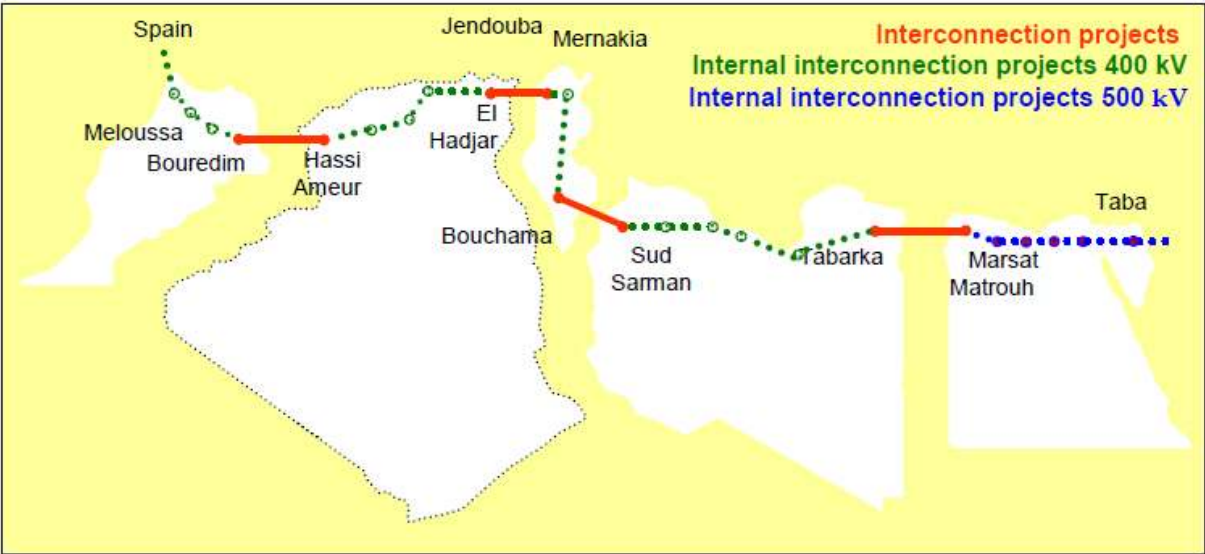 Spain
Jendouba
Mernakia
Interconnection projects
Internal interconnection projects 400 kV
Internal interconnection projects 500 kV
Meloussa
Bouredim
Hassi
Ameur
El
Hadjar
Bouchama
Sud
Sarman
Tabarka
Marsat
Matrouh
Taba